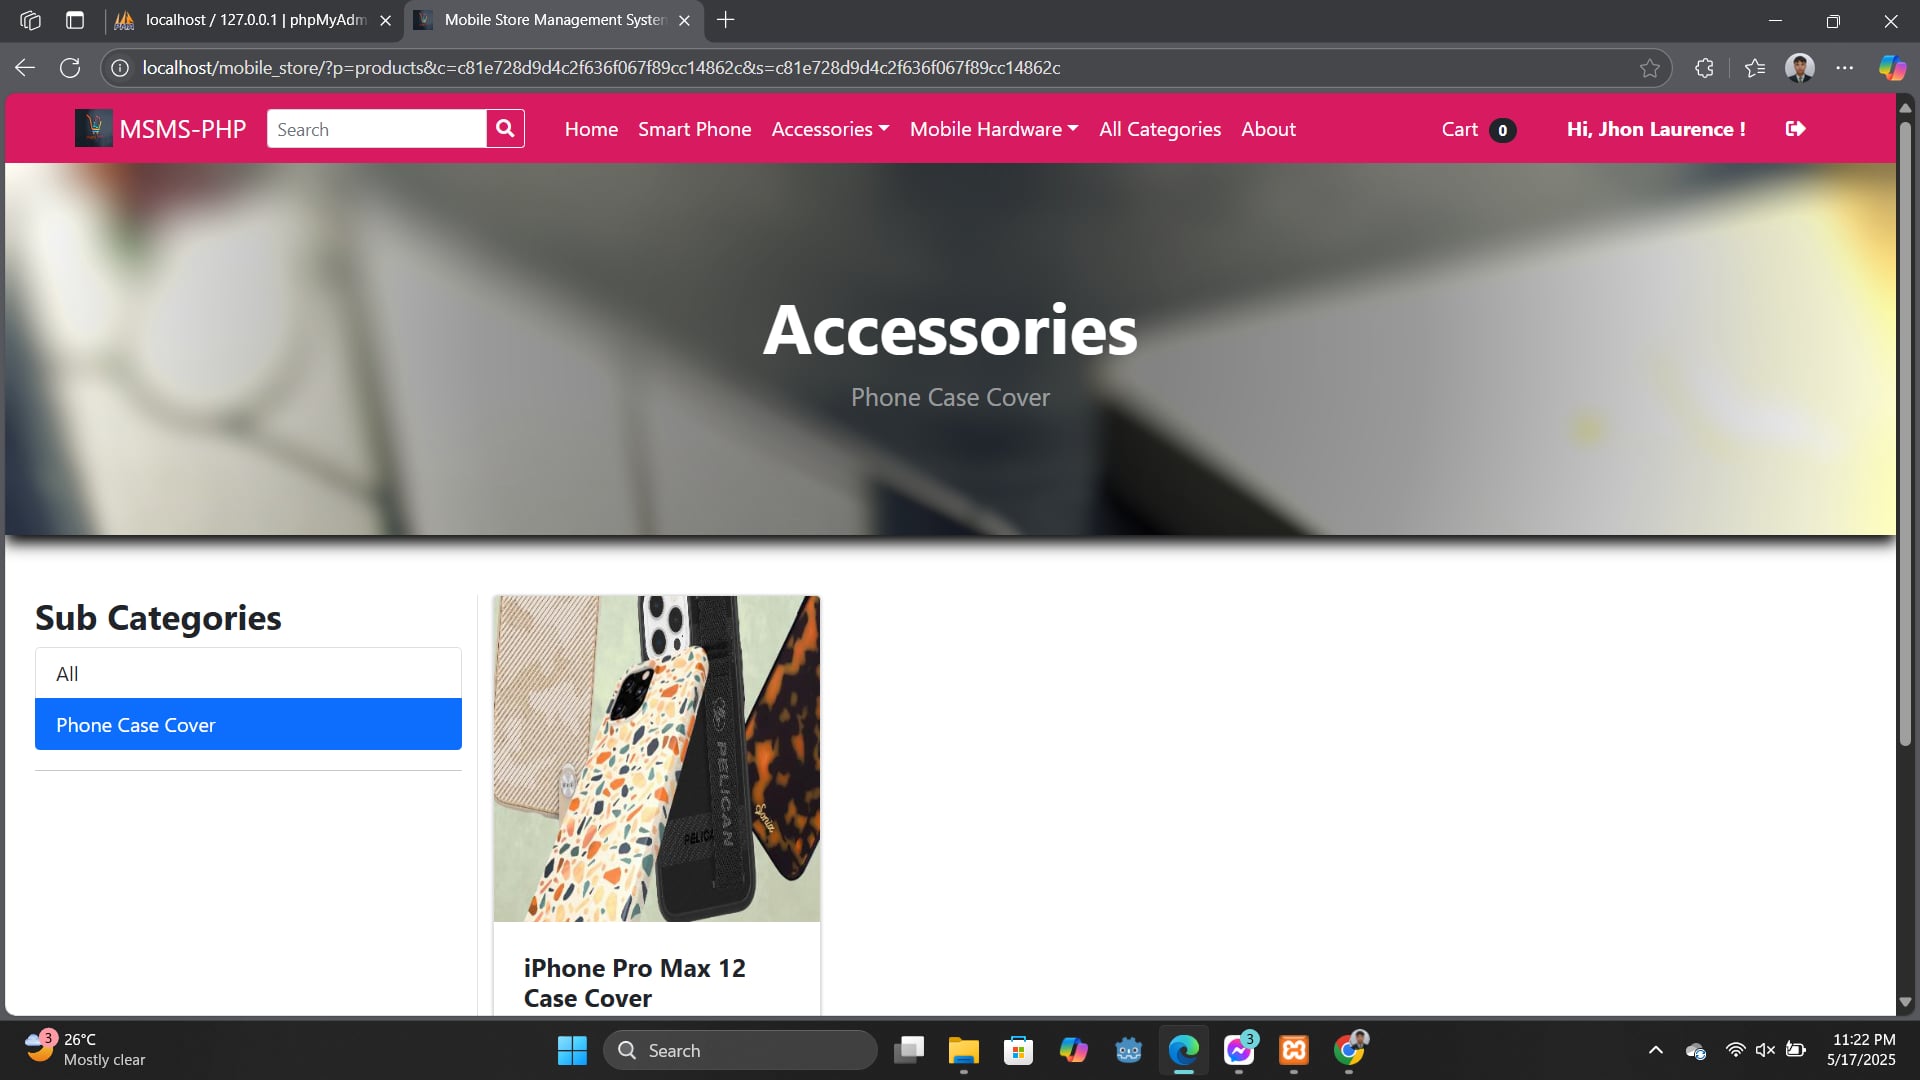 localhost / 127.0.0.1 | phpMyAdm
Mobile Store Management System
localhost/mobile_store/?p=products&c=c81e728d9d4c2f636f067f89cc14862c&s=c81e728d9d4c2f636f067f89cc14862c
MSMS-PHP
Search
Home
Smart Phone
Accessories
Mobile Hardware
All Categories
About
Cart 0
Hi, Jhon Laurence !
Accessories
Phone Case Cover
Sub Categories
All
Phone Case Cover
PELICAN
PELICA
Sonix
iPhone Pro Max 12
Case Cover
3
26°C
Mostly clear
Search
3
11:22 PM
5/17/2025